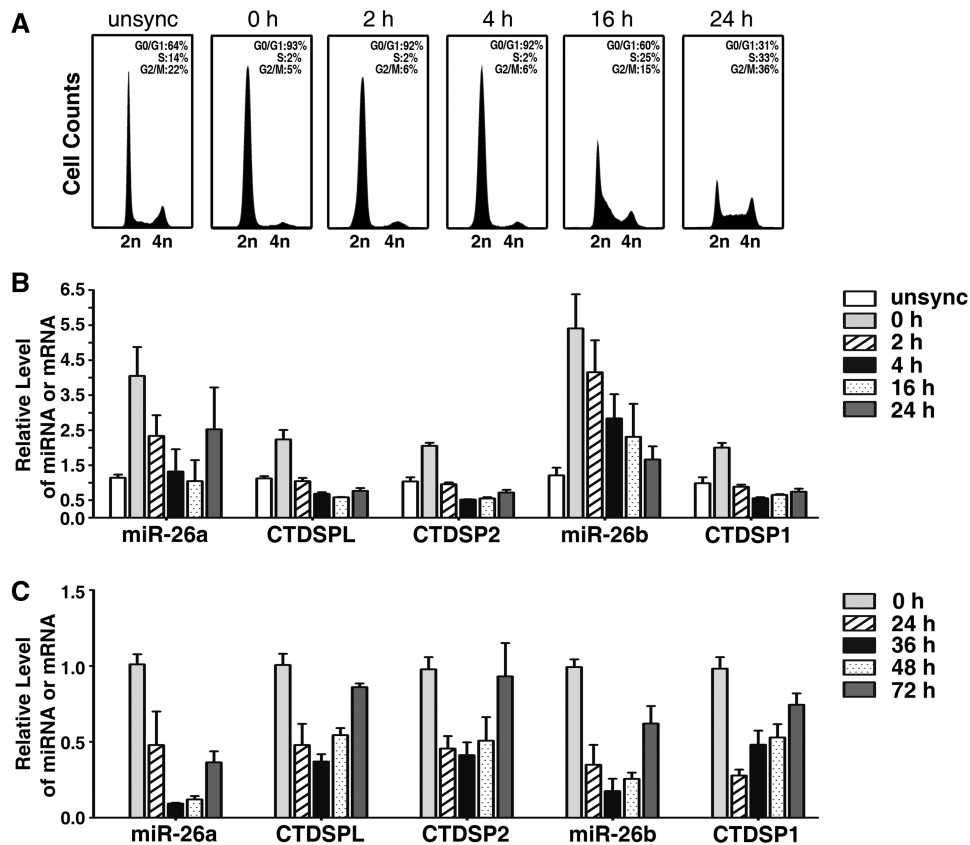 A
unsync 0 h 2 h 4 h 16 h 24 h
G0/G1:64%
S:14%
G2/M:22%
G0/G1:93%
S:2%
G2/M:5%
G0/G1:92%
S:2%
G2/M:6%
G0/G1:92%
S:2%
G2/M:6%
G0/G1:60%
S:25%
G2/M:15%
G0/G1:31%
S:33%
G2/M:36%
Cell Counts
2n 4n 2n 4n 2n 4n 2n 4n 2n 4n 2n 4n
B
Relative Level
of miRNA or mRNA
6.5
5.5
4.5
3.5
2.5
1.5
0.5
0.0
miR-26a CTDSPL CTDSP2 miR-26b CTDSP1
unsync
0 h
2 h
4 h
16 h
24 h
C
Relative Level
of miRNA or mRNA
1.5
1.0
0.5
0.0
miR-26a CTDSPL CTDSP2 miR-26b CTDSP1
0 h
24 h
36 h
48 h
72 h